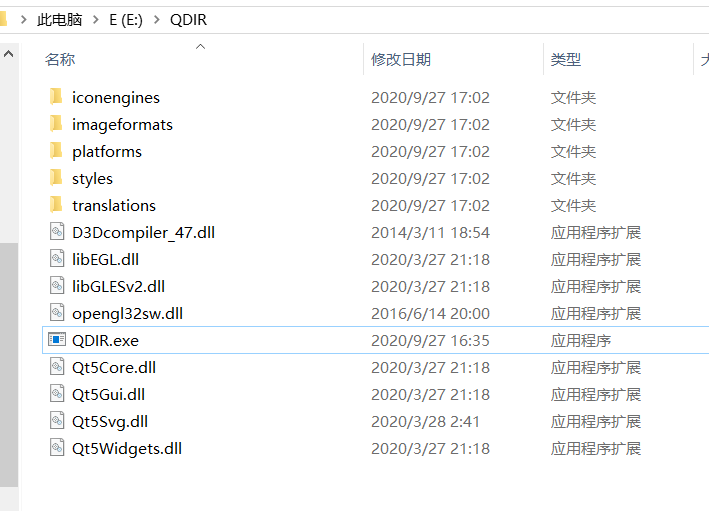 此电脑 > E (E:) > QDIR
名称 修改日期 类型
iconengines 2020/9/27 17:02 文件夹
imageformats 2020/9/27 17:02 文件夹
platforms 2020/9/27 17:02 文件夹
styles 2020/9/27 17:02 文件夹
translations 2020/9/27 17:02 文件夹
D3Dcompiler_47.dll 2014/3/11 18:54 应用程序扩展
libEGL.dll 2020/3/27 21:18 应用程序扩展
libGLESv2.dll 2020/3/27 21:18 应用程序扩展
opengl32sw.dll 2016/6/14 20:00 应用程序扩展
QDIR.exe 2020/9/27 16:35 应用程序
Qt5Core.dll 2020/3/27 21:18 应用程序扩展
Qt5Gui.dll 2020/3/27 21:18 应用程序扩展
Qt5Svg.dll 2020/3/28 2:41 应用程序扩展
Qt5Widgets.dll 2020/3/27 21:18 应用程序扩展